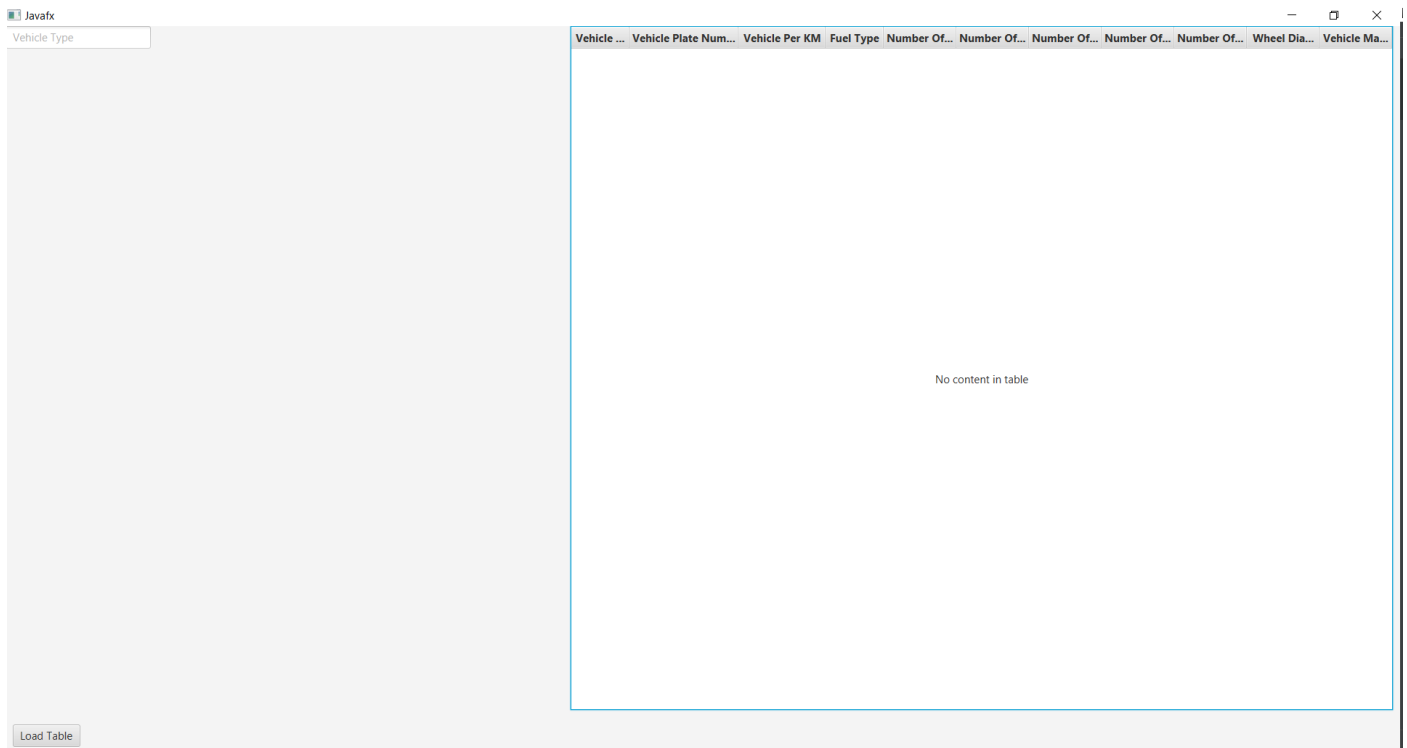 Javafx
Vehicle Type
Vehicle ... Vehicle Plate Num... Vehicle Per KM Fuel Type Number Of... Number Of... Number Of... Number Of... Number Of... Wheel Dia... Vehicle Ma...
No content in table
Load Table